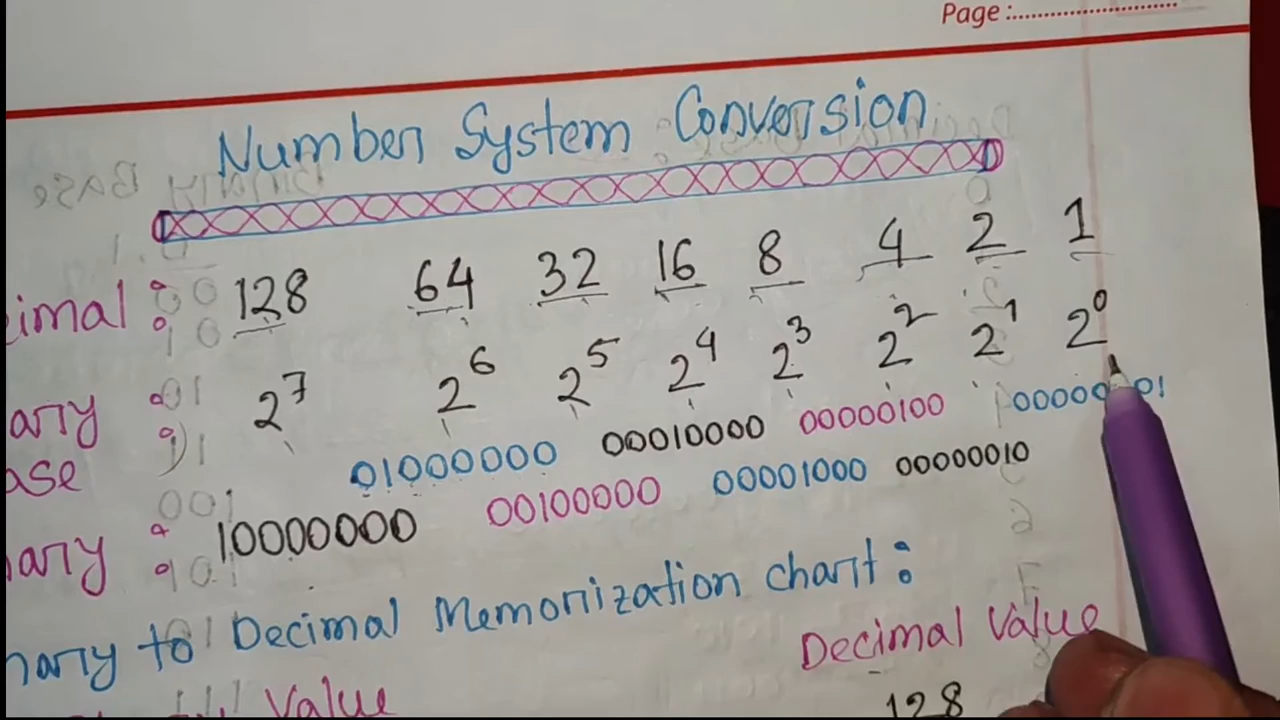 Page :
Number System Conversion
cimal : 128 64 32 16 8 4 2 1
ary ase : 2⁷ 2⁶ 2⁵ 2⁴ 2³ 2² 2¹ 2⁰
01000000 00010000 00000100
00100000 00001000 00000010
ary : 10000000
nary to Decimal Memorization chart :
Decimal Value
Value
128